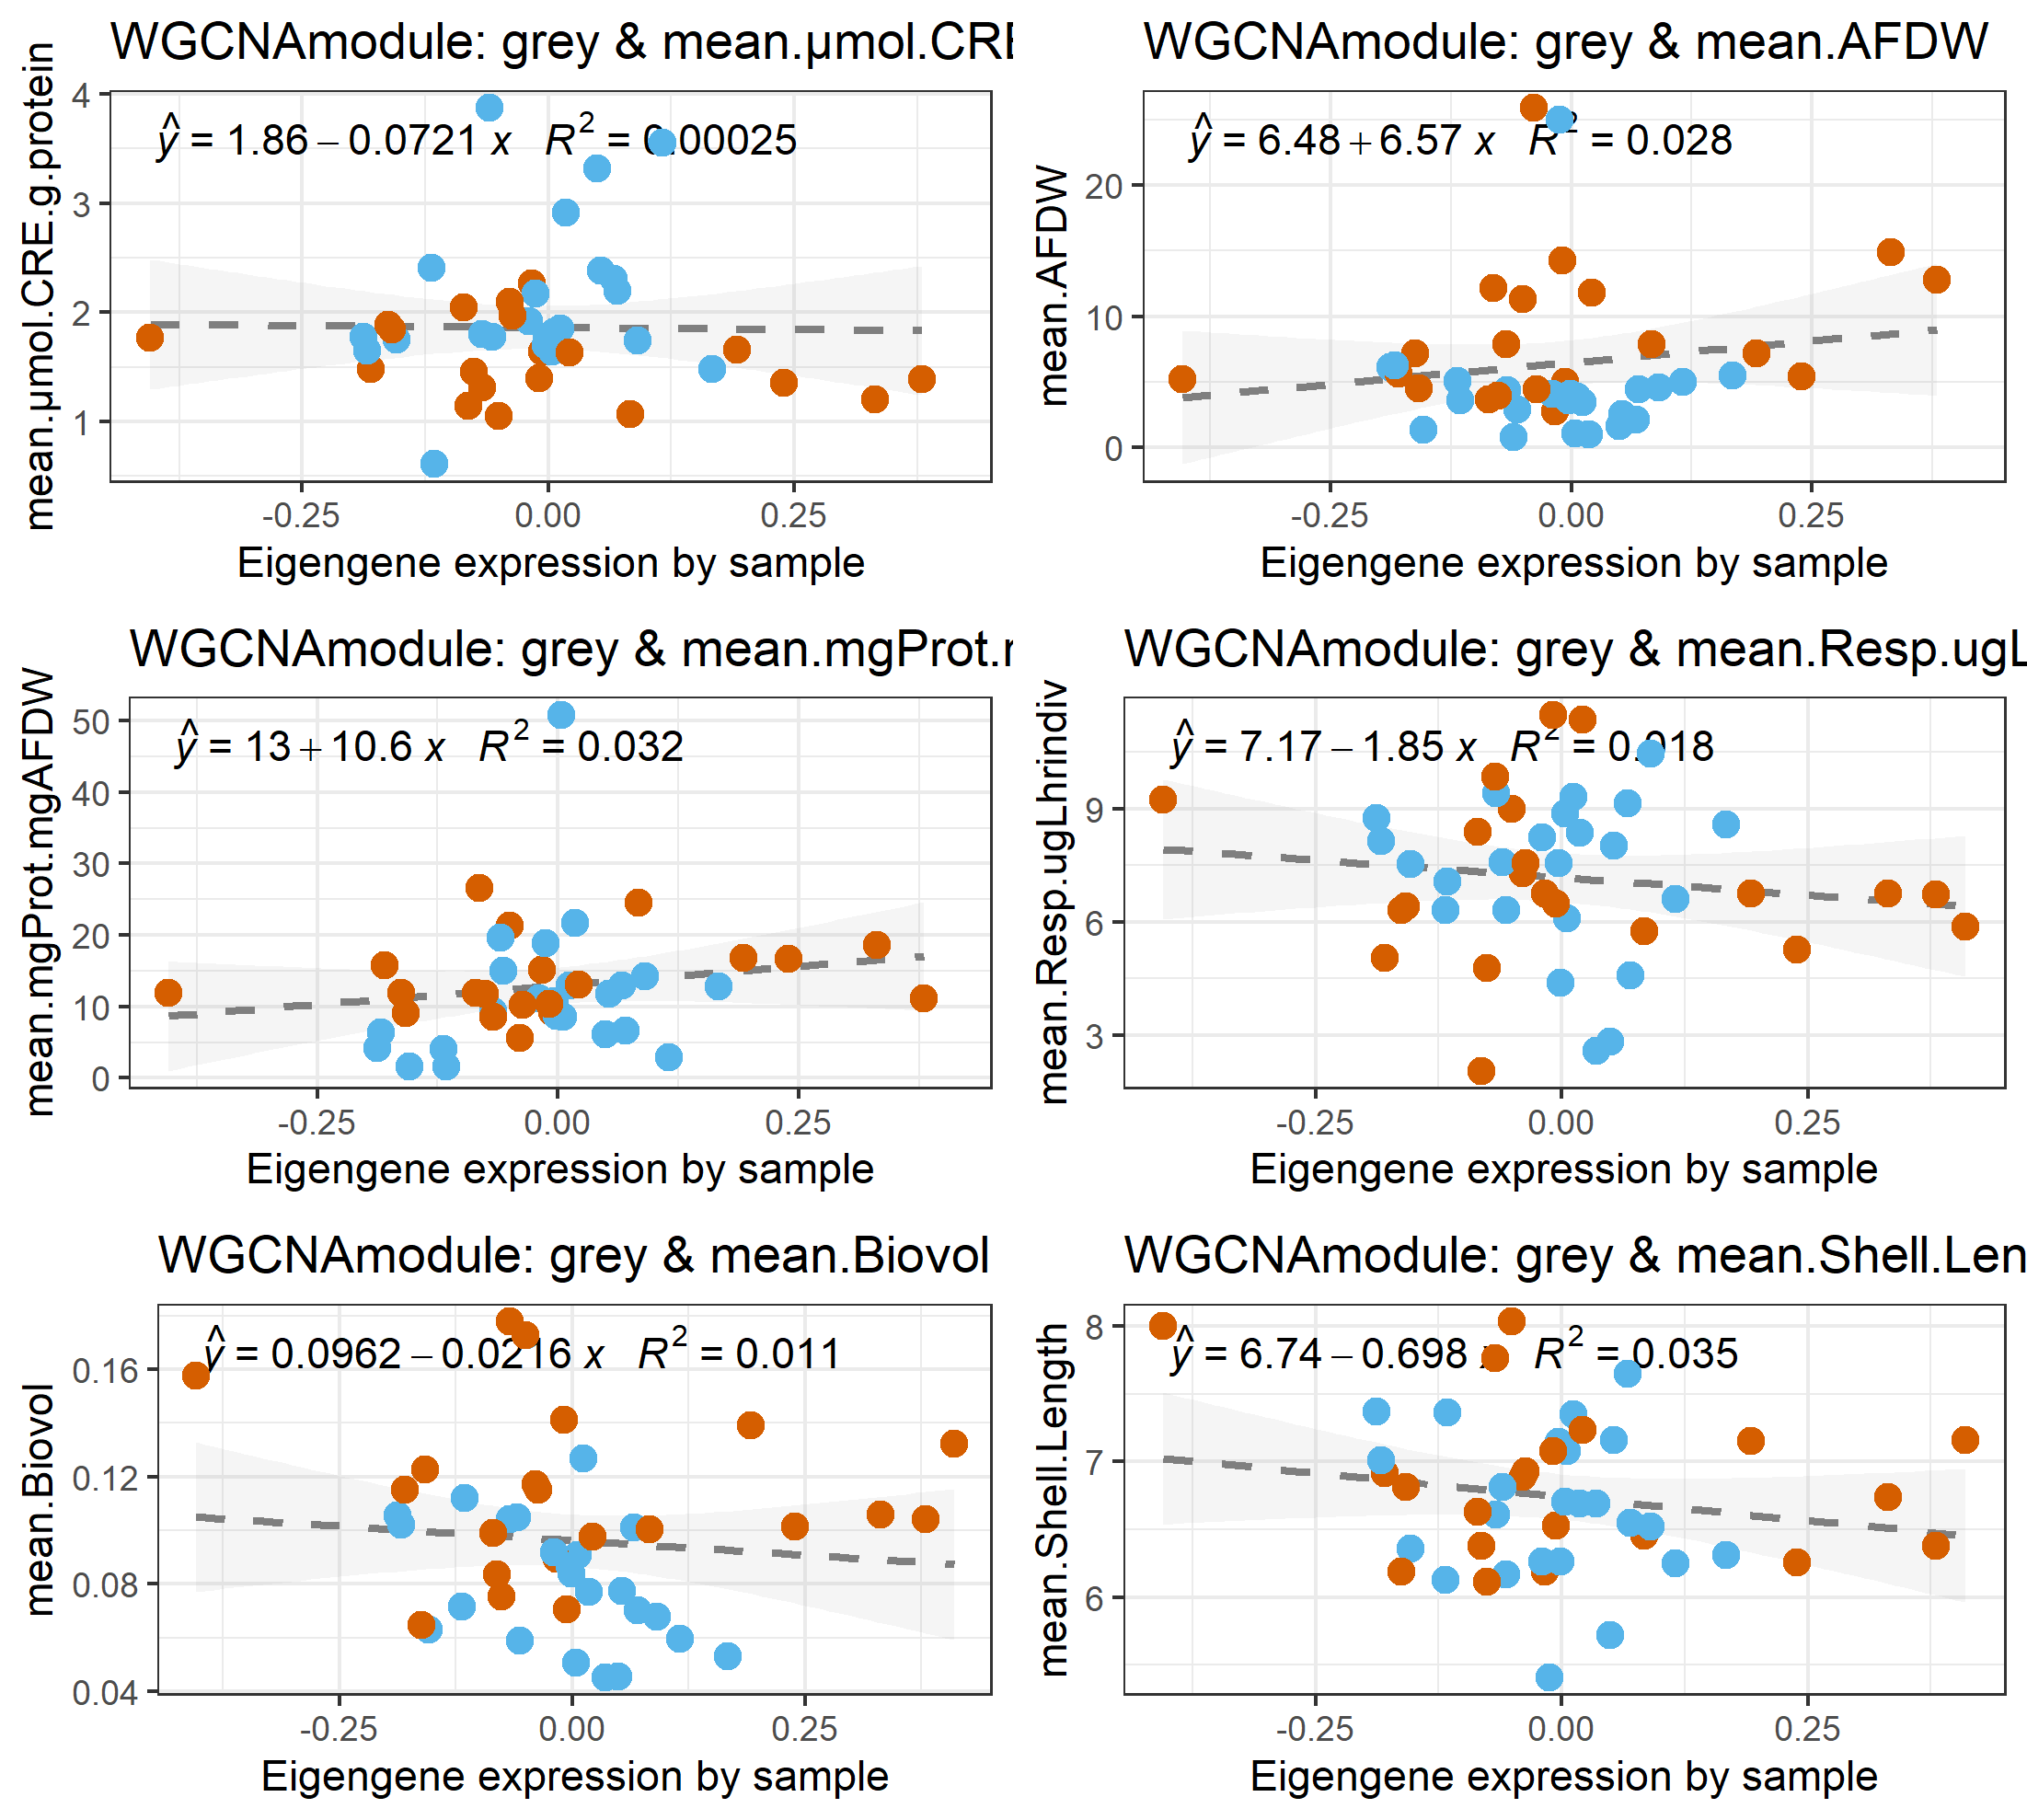 WGCNAmodule: grey & mean.µmol.CRE
mean.µmol.CRE.g.protein
4
3
2
1
ŷ = 1.86 − 0.0721 x R² = 0.00025
-0.25 0.00 0.25
Eigengene expression by sample
WGCNAmodule: grey & mean.AFDW
mean.AFDW
20
10
0
ŷ = 6.48 + 6.57 x R² = 0.028
-0.25 0.00 0.25
Eigengene expression by sample
WGCNAmodule: grey & mean.mgProt.r
mean.mgProt.mgAFDW
50
40
30
20
10
0
ŷ = 13 + 10.6 x R² = 0.032
-0.25 0.00 0.25
Eigengene expression by sample
WGCNAmodule: grey & mean.Resp.ugL
mean.Resp.ugLhrindiv
9
6
3
ŷ = 7.17 − 1.85 x R² = 0.018
-0.25 0.00 0.25
Eigengene expression by sample
WGCNAmodule: grey & mean.Biovol
mean.Biovol
0.16
0.12
0.08
0.04
ŷ = 0.0962 − 0.0216 x R² = 0.011
-0.25 0.00 0.25
Eigengene expression by sample
WGCNAmodule: grey & mean.Shell.Len
mean.Shell.Length
8
7
6
ŷ = 6.74 − 0.698 x R² = 0.035
-0.25 0.00 0.25
Eigengene expression by sample